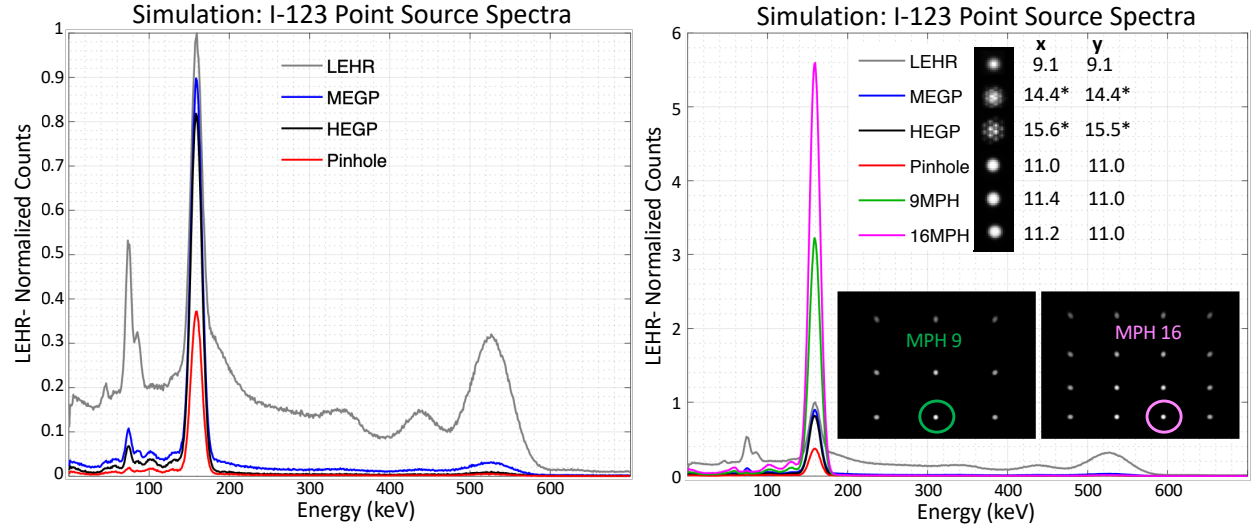 Simulation: I-123 Point Source Spectra
LEHR- Normalized Counts
1
0.9
0.8
0.7
0.6
0.5
0.4
0.3
0.2
0.1
0
LEHR
MEGP
HEGP
Pinhole
100
200
300
400
500
600
Energy (keV)
Simulation: I-123 Point Source Spectra
LEHR- Normalized Counts
6
5
4
3
2
1
0
x y
LEHR 9.1 9.1
MEGP 14.4* 14.4*
HEGP 15.6* 15.5*
Pinhole 11.0 11.0
9MPH 11.4 11.0
16MPH 11.2 11.0
MPH 9
MPH 16
100
200
300
400
500
600
Energy (keV)